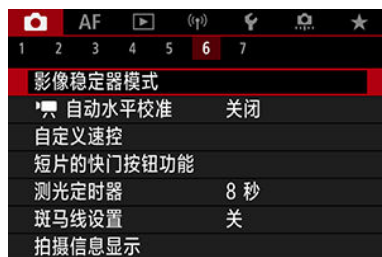 AF
1 2 3 4 5 6 7
影像稳定器模式
自动水平校准 关闭
自定义速控
短片的快门按钮功能
测光定时器 8 秒
斑马线设置 关
拍摄信息显示